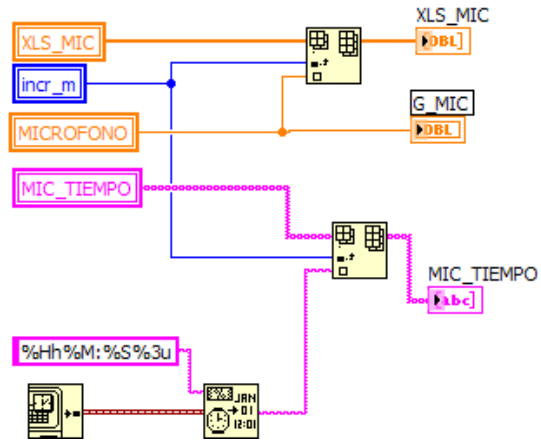 XLS_MIC
XLS_MIC
DBL]
incr_m
G_MIC
MICROFONO
DBL
MIC_TIEMPO
MIC_TIEMPO
abc]
%Hh%M:%S%3u
JAN
01
12:01